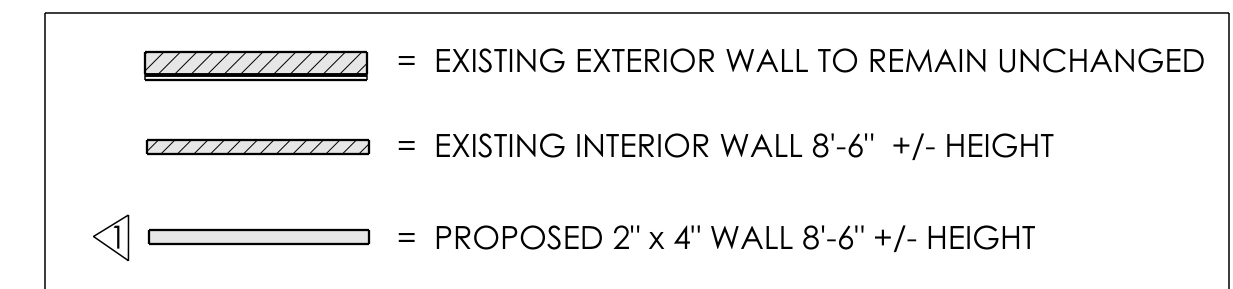 = EXISTING EXTERIOR WALL TO REMAIN UNCHANGED
= EXISTING INTERIOR WALL 8'-6" +/- HEIGHT
1 = PROPOSED 2" x 4" WALL 8'-6" +/- HEIGHT